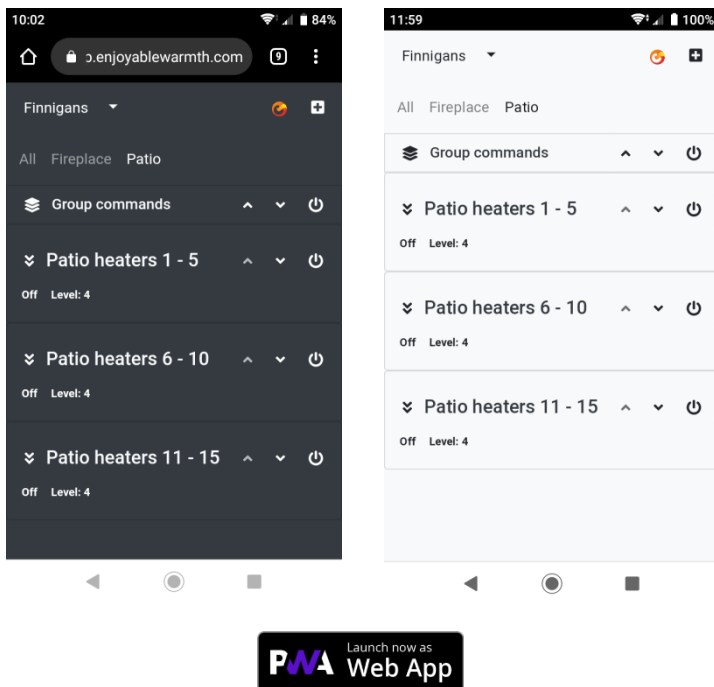 10:02 84%
ɔ.enjoyablewarmth.com 9
Finnigans
All Fireplace Patio
Group commands
Patio heaters 1 - 5
Off Level: 4
Patio heaters 6 - 10
Off Level: 4
Patio heaters 11 - 15
Off Level: 4
11:59 100%
Finnigans
All Fireplace Patio
Group commands
Patio heaters 1 - 5
Off Level: 4
Patio heaters 6 - 10
Off Level: 4
Patio heaters 11 - 15
Off Level: 4
PWA Launch now as
Web App